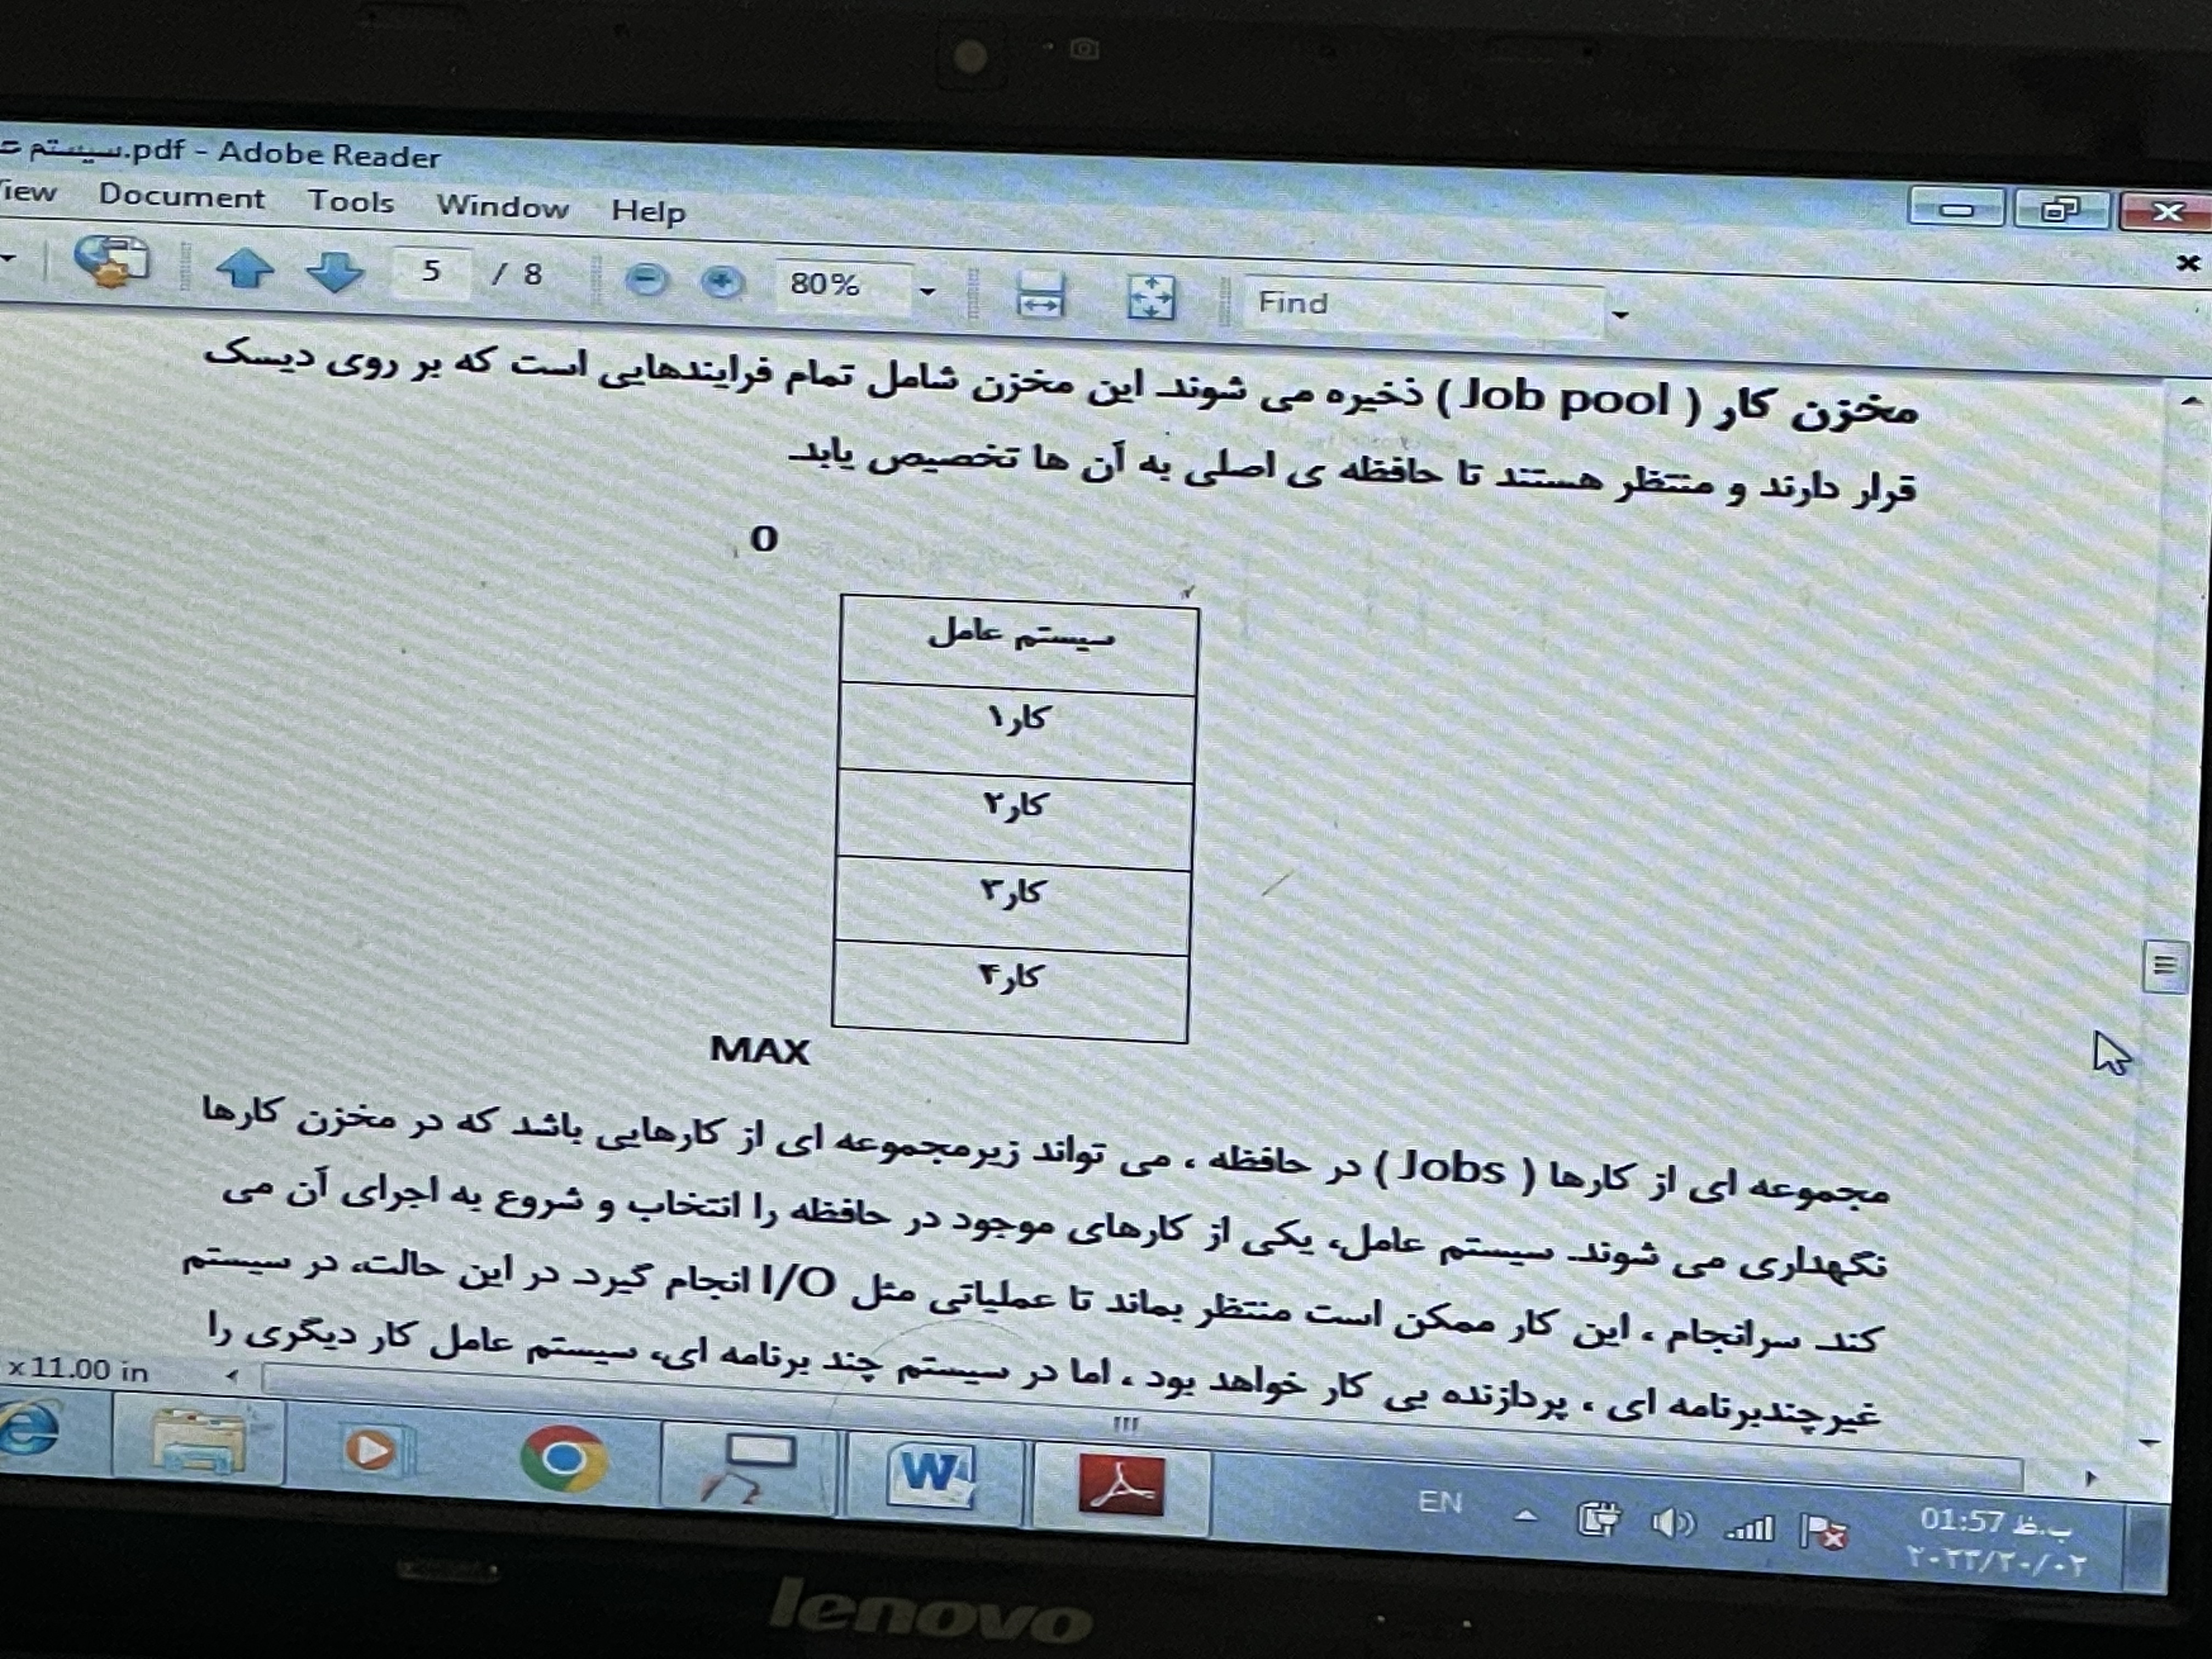 سیستم.pdf - Adobe Reader
Document Tools Window Help
5 / 8 80% Find
مخزن کار ( Job pool ) ذخیره می شوند. این مخزن شامل تمام فرایندهایی است که بر روی دیسک
قرار دارند و منتظر هستند تا حافظه ی اصلی به آن ها تخصیص یابد.
0
سیستم عامل
کار۱
کار۲
کار۳
کار۴
MAX
مجموعه ای از کارها ( Jobs ) در حافظه ، می تواند زیرمجموعه ای از کارهایی باشد که در مخزن کارها
نگهداری می شوند. سیستم عامل، یکی از کارهای موجود در حافظه را انتخاب و شروع به اجرای آن می
کند. سرانجام ، این کار ممکن است منتظر بماند تا عملیاتی مثل I/O انجام گیرد. در این حالت، در سیستم
غیرچندبرنامه ای ، پردازنده بی کار خواهد بود ، اما در سیستم چند برنامه ای، سیستم عامل کار دیگری را
x 11.00 in
EN
01:57 ب.ظ
۲۰۲۳/۲۰/۰۲
lenovo